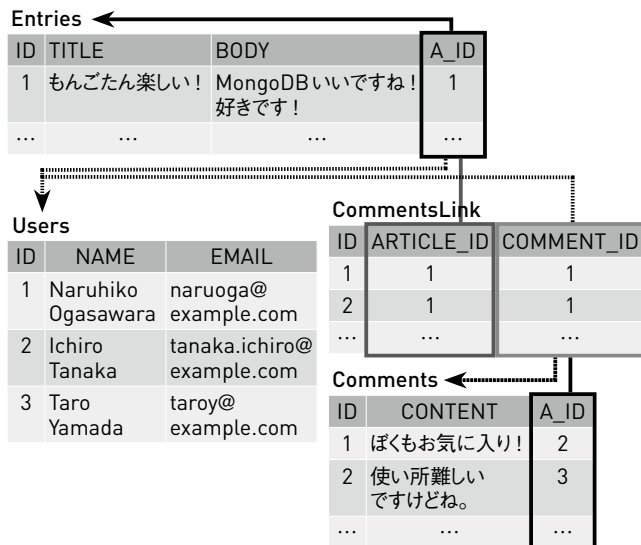 Entries
ID TITLE BODY A_ID
1 もんごたん楽しい! MongoDBいいですね! 1
好きです!
… … … …
Users
ID NAME EMAIL
1 Naruhiko naruoga@
Ogasawara example.com
2 Ichiro tanaka.ichiro@
Tanaka example.com
3 Taro taroy@
Yamada example.com
CommentsLink
ID ARTICLE_ID COMMENT_ID
1 1 1
2 1 1
… … …
Comments
ID CONTENT A_ID
1 ぼくもお気に入り! 2
2 使い所難しい 3
ですけどね。
… … …